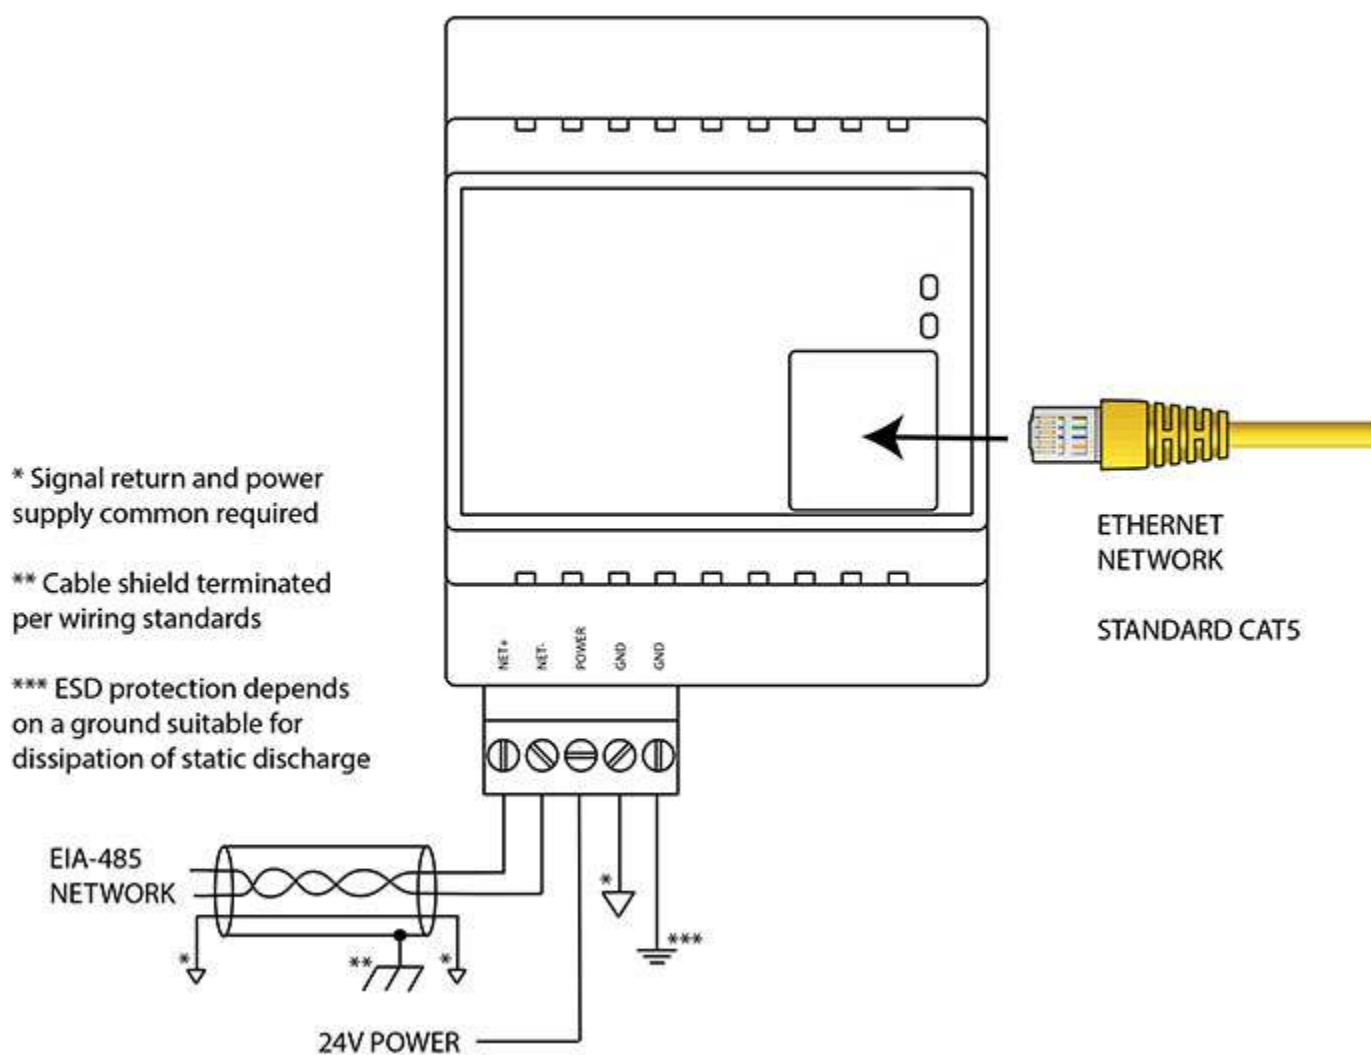 * Signal return and power
supply common required
** Cable shield terminated
per wiring standards
*** ESD protection depends
on a ground suitable for
dissipation of static discharge
ETHERNET
NETWORK
STANDARD CAT5
NET+
NET-
POWER
GND
GND
EIA-485
NETWORK
*
**
*
*
***
24V POWER